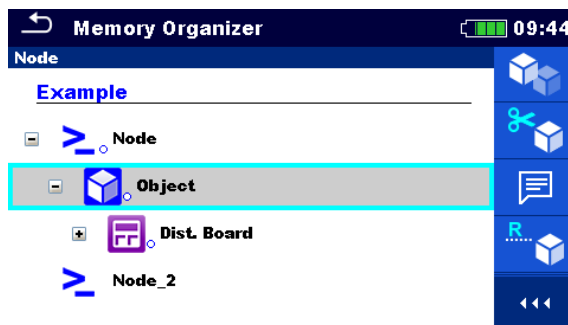 Memory Organizer 09:44
Node
Example
Node
Object
Dist. Board
Node_2
R